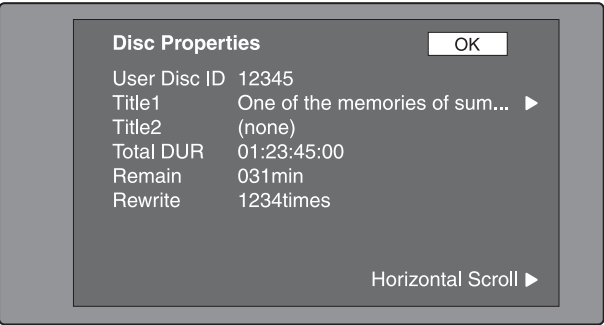 Disc Properties OK
User Disc ID 12345
Title1 One of the memories of sum... ▶
Title2 (none)
Total DUR 01:23:45:00
Remain 031min
Rewrite 1234times
Horizontal Scroll ▶